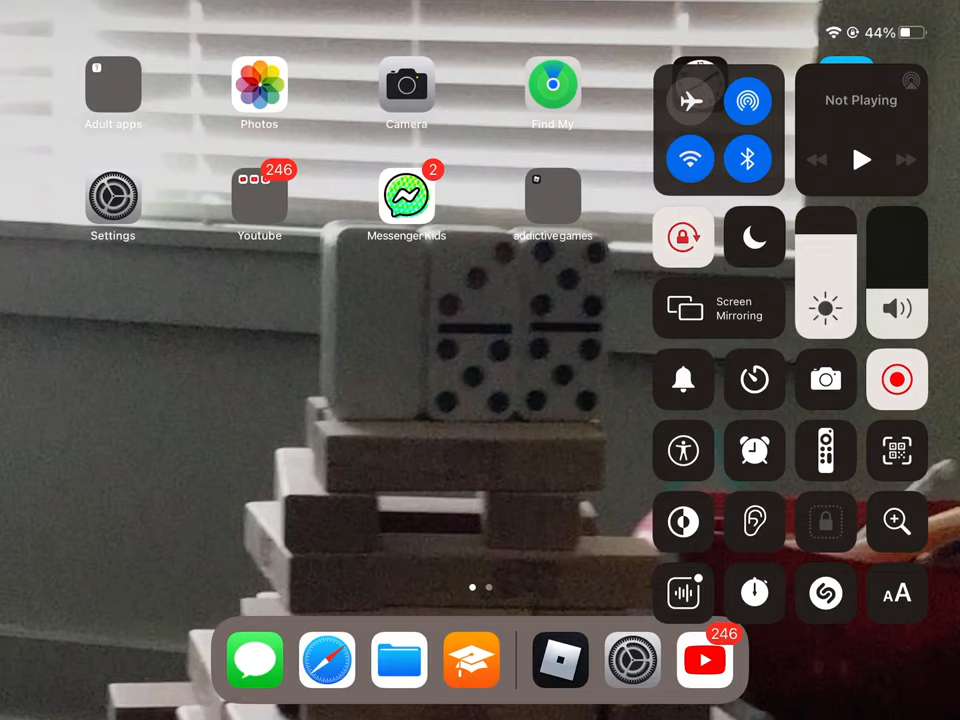 44%
Not Playing
Adult apps
Photos
Camera
Find My
246
2
Settings
Youtube
Messenger Kids
addictive games
Screen
Mirroring
AA
246